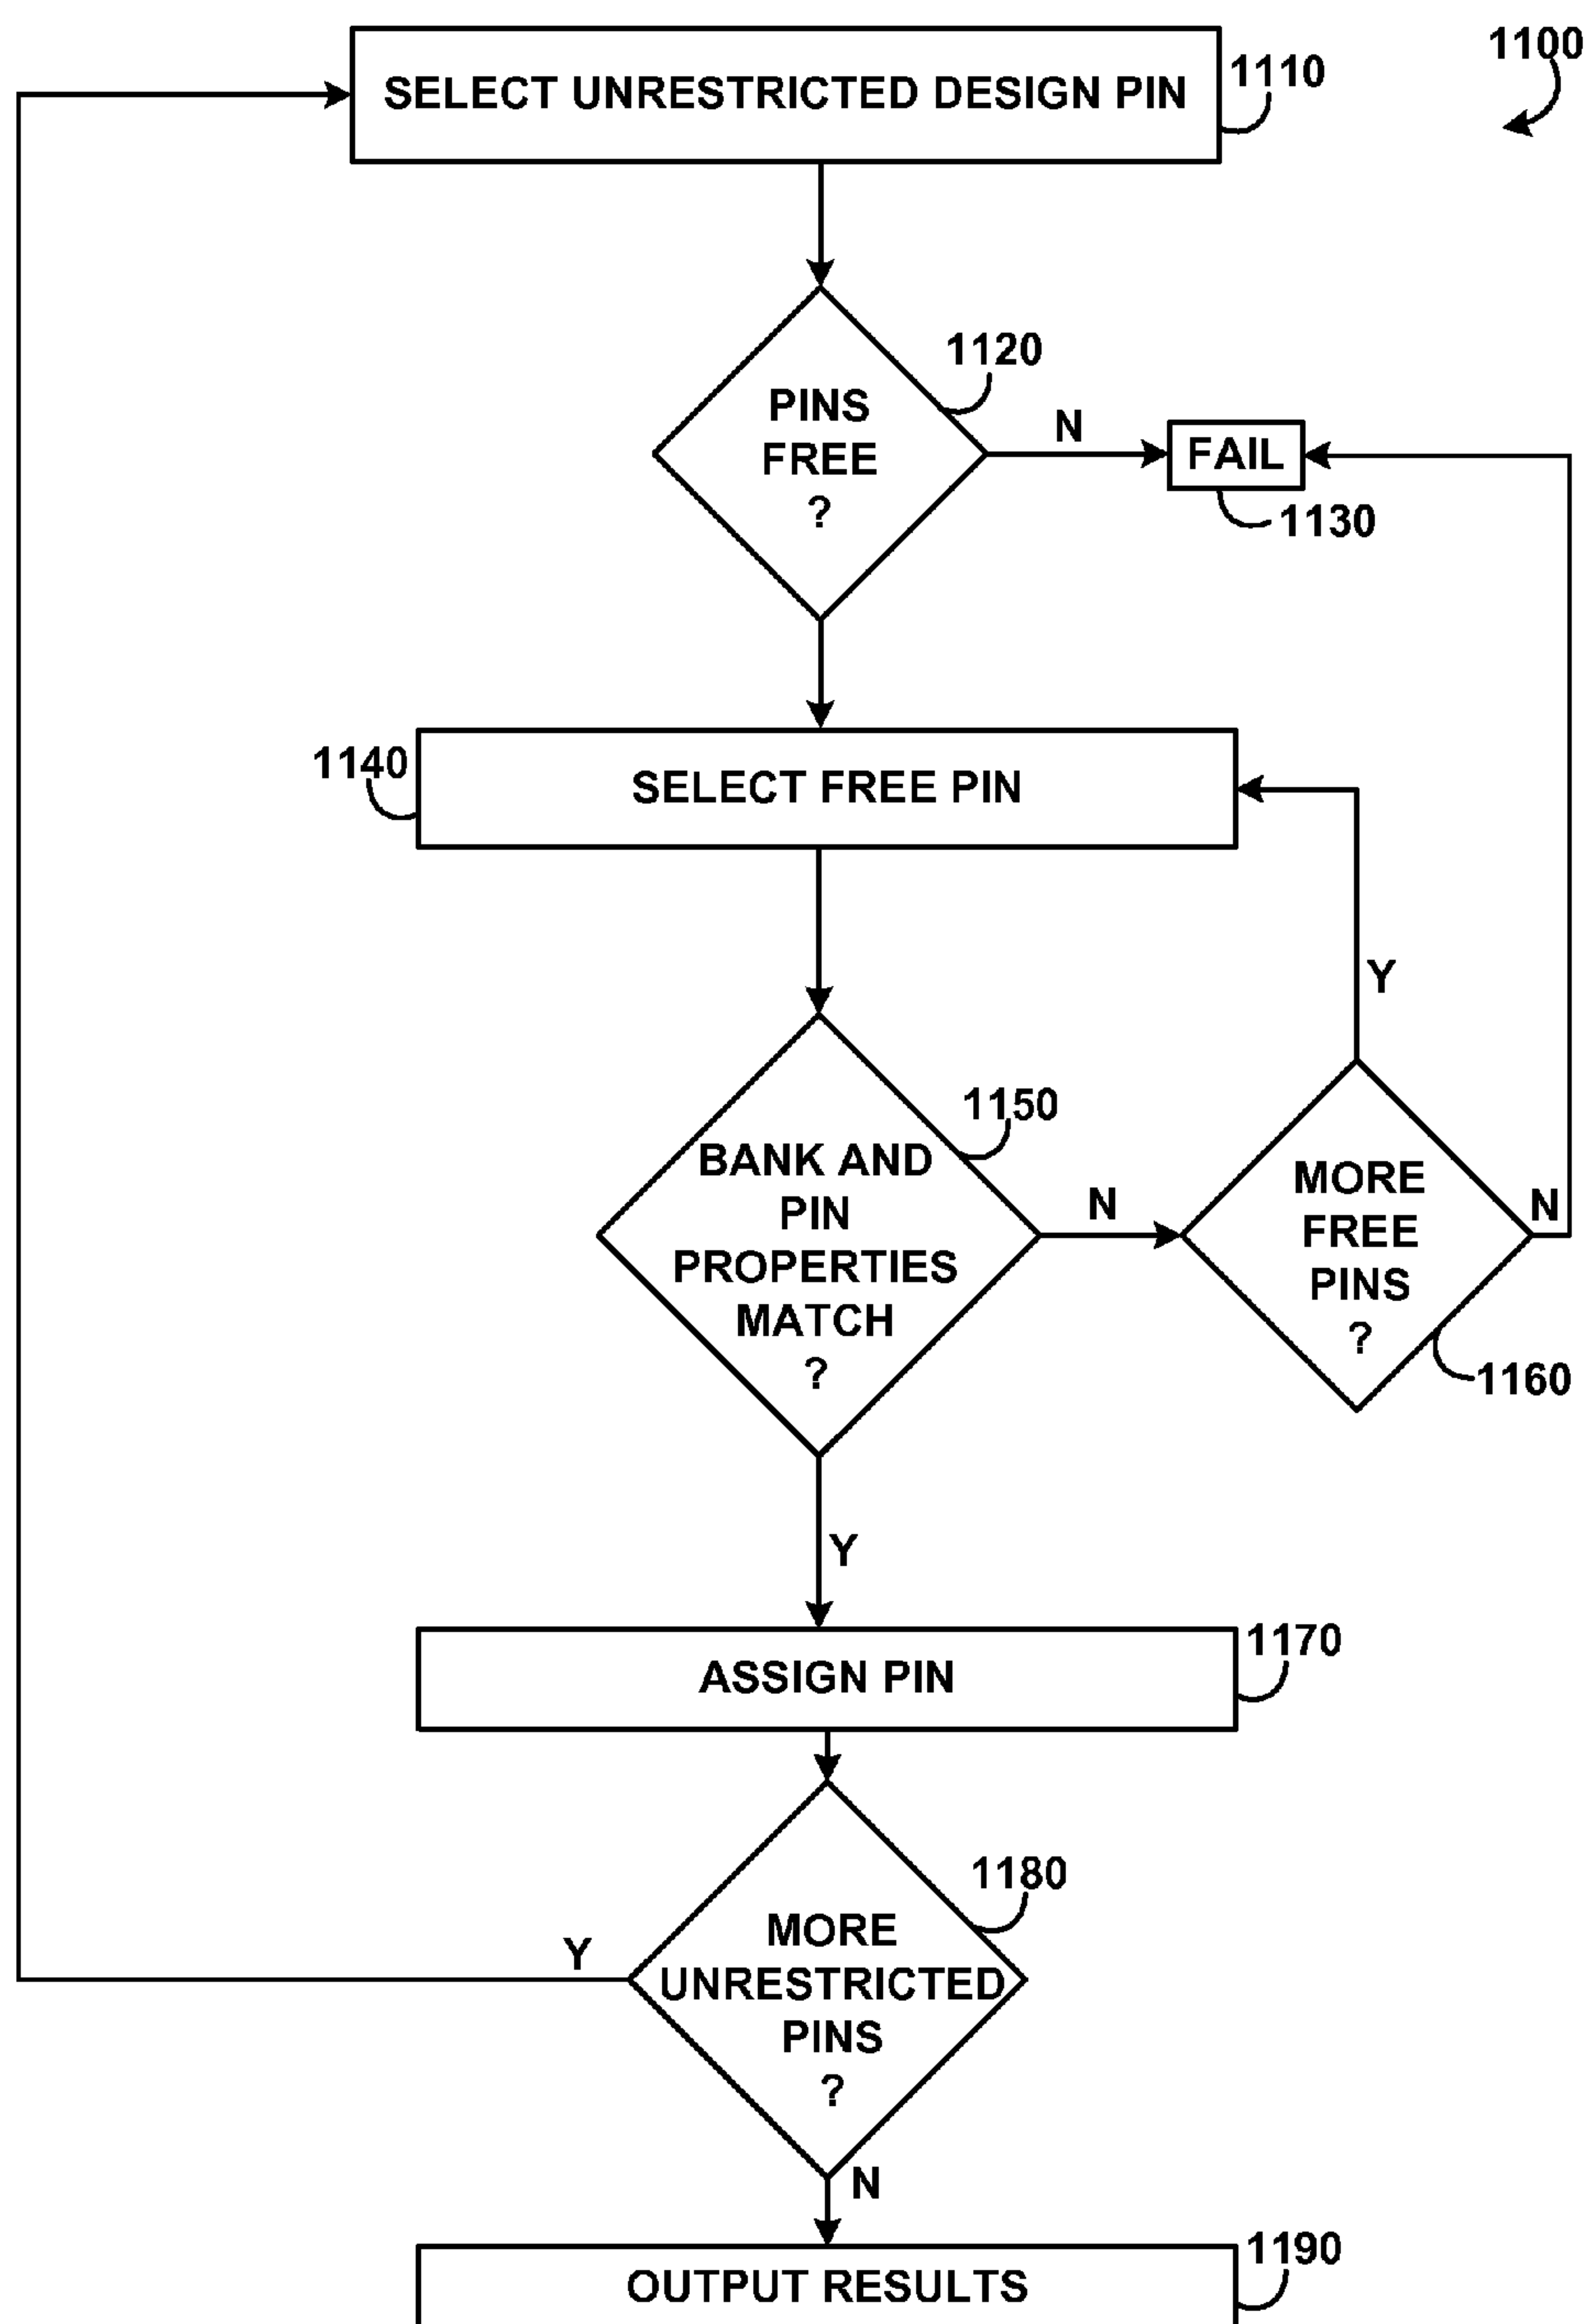 1100
SELECT UNRESTRICTED DESIGN PIN
1110
PINS
FREE
?
1120
N
FAIL
1130
SELECT FREE PIN
1140
BANK AND
PIN
PROPERTIES
MATCH
?
1150
N
MORE
FREE
PINS
?
1160
Y
N
Y
ASSIGN PIN
1170
MORE
UNRESTRICTED
PINS
?
1180
Y
N
OUTPUT RESULTS
1190